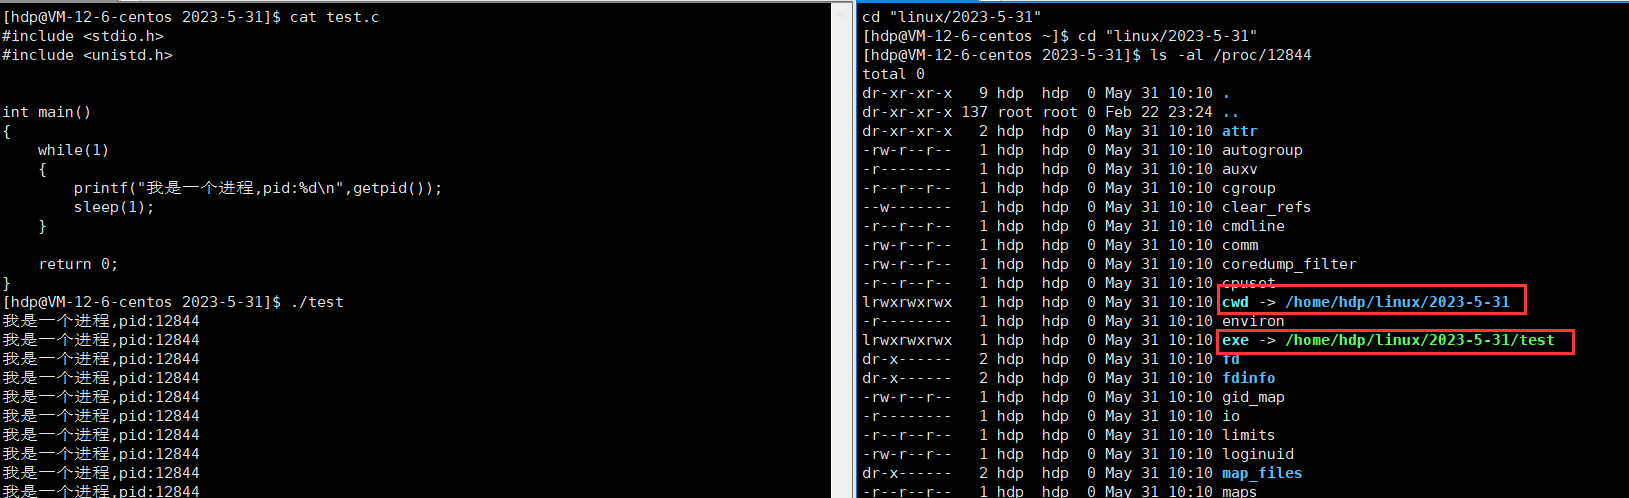 [hdp@VM-12-6-centos 2023-5-31]$ cat test.c
#include <stdio.h>
#include <unistd.h>
int main()
{
    while(1)
    {
        printf("我是一个进程,pid:%d\n",getpid());
        sleep(1);
    }
    return 0;
}
[hdp@VM-12-6-centos 2023-5-31]$ ./test
我是一个进程,pid:12844
我是一个进程,pid:12844
我是一个进程,pid:12844
我是一个进程,pid:12844
我是一个进程,pid:12844
我是一个进程,pid:12844
我是一个进程,pid:12844
我是一个进程,pid:12844
我是一个进程,pid:12844
我是一个进程,pid:12844
cd "linux/2023-5-31"
[hdp@VM-12-6-centos ~]$ cd "linux/2023-5-31"
[hdp@VM-12-6-centos 2023-5-31]$ ls -al /proc/12844
total 0
dr-xr-xr-x   9 hdp  hdp  0 May 31 10:10 .
dr-xr-xr-x 137 root root 0 Feb 22 23:24 ..
dr-xr-xr-x   2 hdp  hdp  0 May 31 10:10 attr
-rw-r--r--   1 hdp  hdp  0 May 31 10:10 autogroup
-r--------   1 hdp  hdp  0 May 31 10:10 auxv
-r--r--r--   1 hdp  hdp  0 May 31 10:10 cgroup
--w-------   1 hdp  hdp  0 May 31 10:10 clear_refs
-r--r--r--   1 hdp  hdp  0 May 31 10:10 cmdline
-rw-r--r--   1 hdp  hdp  0 May 31 10:10 comm
-rw-r--r--   1 hdp  hdp  0 May 31 10:10 coredump_filter
-r--r--r--   1 hdp  hdp  0 May 31 10:10 cpuset
lrwxrwxrwx   1 hdp  hdp  0 May 31 10:10 cwd -> /home/hdp/linux/2023-5-31
-r--------   1 hdp  hdp  0 May 31 10:10 environ
lrwxrwxrwx   1 hdp  hdp  0 May 31 10:10 exe -> /home/hdp/linux/2023-5-31/test
dr-x------   2 hdp  hdp  0 May 31 10:10 fd
dr-x------   2 hdp  hdp  0 May 31 10:10 fdinfo
-rw-r--r--   1 hdp  hdp  0 May 31 10:10 gid_map
-r--------   1 hdp  hdp  0 May 31 10:10 io
-r--r--r--   1 hdp  hdp  0 May 31 10:10 limits
-rw-r--r--   1 hdp  hdp  0 May 31 10:10 loginuid
dr-x------   2 hdp  hdp  0 May 31 10:10 map_files
-r--r--r--   1 hdp  hdp  0 May 31 10:10 maps